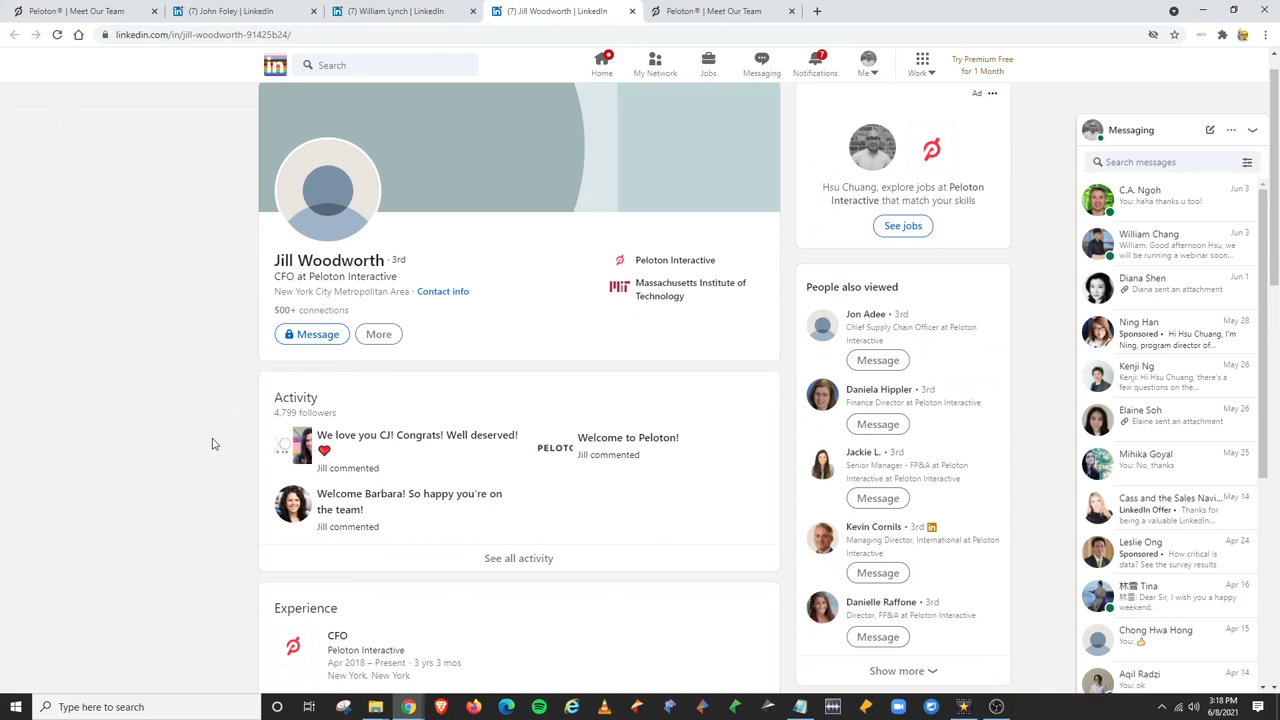 Peloton® | Meet Our Team
(7) John Foley | LinkedIn
(7) William Lynch | LinkedIn
(7) Jill Woodworth | LinkedIn
Peloton® | Meet Our Team
linkedin.com/in/jill-woodworth-91425b24/
in
Search
Home
My Network
Jobs
Messaging
7
Notifications
Me
Work
Try Premium Free
for 1 Month
Jill Woodworth · 3rd
CFO at Peloton Interactive
New York City Metropolitan Area · Contact info
500+ connections
Message
More
Peloton Interactive
MIT
Massachusetts Institute of
Technology
Activity
4,799 followers
We love you CJ! Congrats! Well deserved!
Jill commented
PELOTO
Welcome to Peloton!
Jill commented
Welcome Barbara! So happy you're on
the team!
Jill commented
See all activity
Experience
CFO
Peloton Interactive
Apr 2018 – Present · 3 yrs 3 mos
New York, New York
Ad
Hsu Chuang, explore jobs at Peloton
Interactive that match your skills
See jobs
People also viewed
Jon Adee • 3rd
Chief Supply Chain Officer at Peloton
Interactive
Message
Daniela Hippler • 3rd
Finance Director at Peloton Interactive
Message
Jackie L. • 3rd
Senior Manager - FP&A at Peloton
Interactive at Peloton Interactive
Message
Kevin Cornils • 3rd in
Managing Director, International at Peloton
Interactive
Message
Danielle Raffone • 3rd
Director, FP&A at Peloton Interactive
Message
Show more
Messaging
Search messages
C.A. Ngoh Jun 3
You: haha thanks u too!
William Chang Jun 3
William: Good afternoon Hsu, we
will be running a webinar soon...
Diana Shen Jun 1
Diana sent an attachment
Ning Han May 28
Sponsored • Hi Hsu Chuang, I'm
Ning, program director of...
Kenji Ng May 26
Kenji: Hi Hsu Chuang, there's a
few questions on the...
Elaine Soh May 26
Elaine sent an attachment
Mihika Goyal May 25
You: No, thanks
Cass and the Sales Navi... May 14
LinkedIn Offer • Thanks for
being a valuable LinkedIn...
Leslie Ong Apr 24
Sponsored • How critical is
data? See the survey results
林雪 Tina Apr 16
林雪: Dear Sir, I wish you a happy
weekend.
Chong Hwa Hong Apr 15
You: 👍
Aqil Radzi Apr 14
You: ok
Type here to search
3:18 PM
6/8/2021